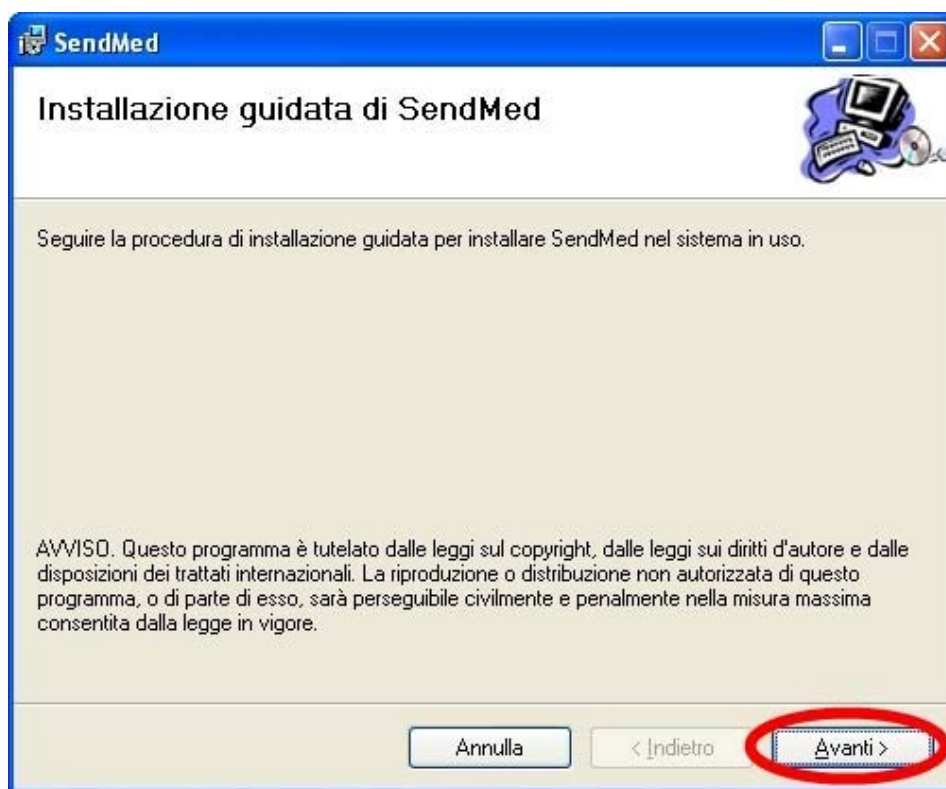 SendMed
Installazione guidata di SendMed
Seguire la procedura di installazione guidata per installare SendMed nel sistema in uso.
AVVISO. Questo programma è tutelato dalle leggi sul copyright, dalle leggi sui diritti d'autore e dalle
disposizioni dei trattati internazionali. La riproduzione o distribuzione non autorizzata di questo
programma, o di parte di esso, sarà perseguibile civilmente e penalmente nella misura massima
consentita dalla legge in vigore.
Annulla
< Indietro
Avanti >